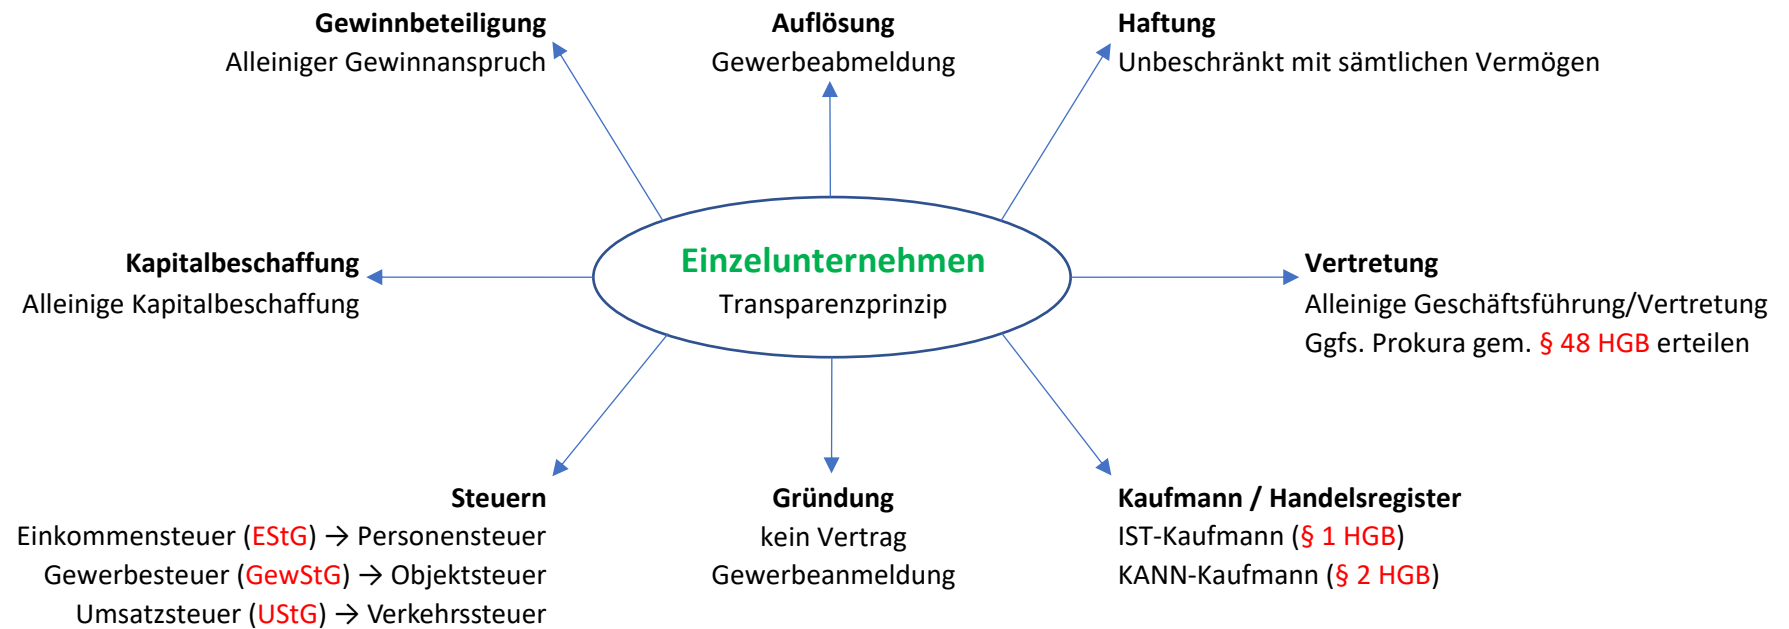 Gewinnbeteiligung
Alleiniger Gewinnanspruch
Auflösung
Gewerbeabmeldung
Haftung
Unbeschränkt mit sämtlichen Vermögen
Kapitalbeschaffung
Alleinige Kapitalbeschaffung
Einzelunternehmen
Transparenzprinzip
Vertretung
Alleinige Geschäftsführung/Vertretung
Ggfs. Prokura gem. § 48 HGB erteilen
Steuern
Einkommensteuer (EStG) → Personensteuer
Gewerbesteuer (GewStG) → Objektsteuer
Umsatzsteuer (UStG) → Verkehrssteuer
Gründung
kein Vertrag
Gewerbeanmeldung
Kaufmann / Handelsregister
IST-Kaufmann (§ 1 HGB)
KANN-Kaufmann (§ 2 HGB)